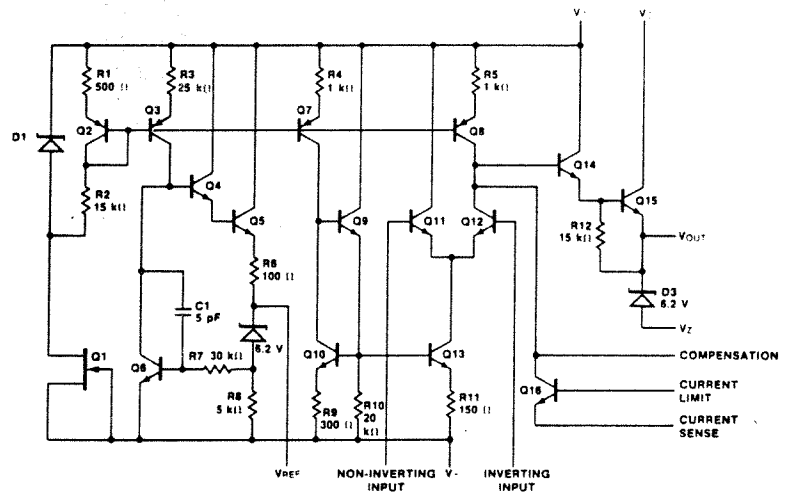 V- V-
R1
500 Ω
R3
25 kΩ
R4
1 kΩ
R5
1 kΩ
D1
Q2
Q3
Q7
Q8
Q14
R2
15 kΩ
Q4
Q5
Q9
Q11
Q12
Q15
R12
15 kΩ
VOUT
R6
100 Ω
C1
5 pF
6.2 V
D3
6.2 V
VZ
Q1
Q6
R7 30 kΩ
Q10
Q13
COMPENSATION
R8
5 kΩ
R9
300 Ω
R10
20
kΩ
R11
150 Ω
Q16
CURRENT
LIMIT
CURRENT
SENSE
VREF
NON-INVERTING
INPUT
V-
INVERTING
INPUT